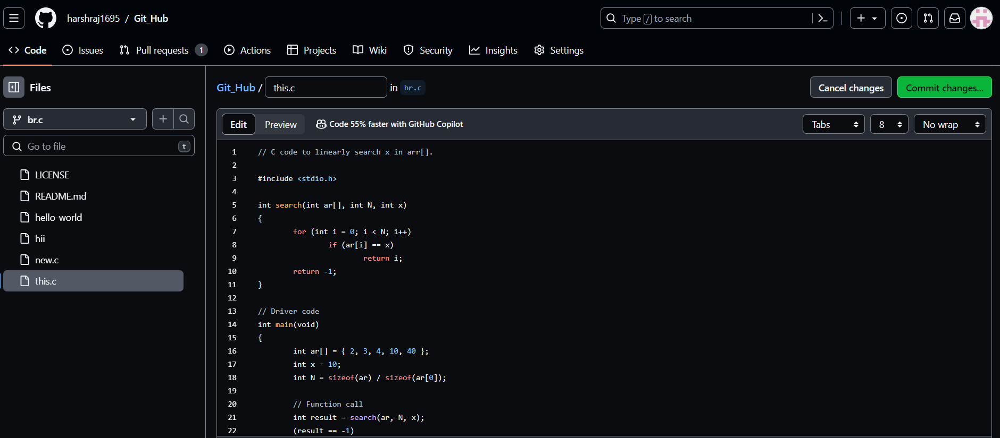 harshraj1695 / Git_Hub
Type / to search
Code
Issues
Pull requests 1
Actions
Projects
Wiki
Security
Insights
Settings
Files
br.c
Go to file
t
LICENSE
README.md
hello-world
hii
new.c
this.c
Git_Hub / this.c in br.c
Cancel changes
Commit changes...
Edit
Preview
Code 55% faster with GitHub Copilot
Tabs
8
No wrap
1 // C code to linearly search x in arr[].
2
3 #include <stdio.h>
4
5 int search(int ar[], int N, int x)
6 {
7 for (int i = 0; i < N; i++)
8 if (ar[i] == x)
9 return i;
10 return -1;
11 }
12
13 // Driver code
14 int main(void)
15 {
16 int ar[] = { 2, 3, 4, 10, 40 };
17 int x = 10;
18 int N = sizeof(ar) / sizeof(ar[0]);
19
20 // Function call
21 int result = search(ar, N, x);
22 (result == -1)